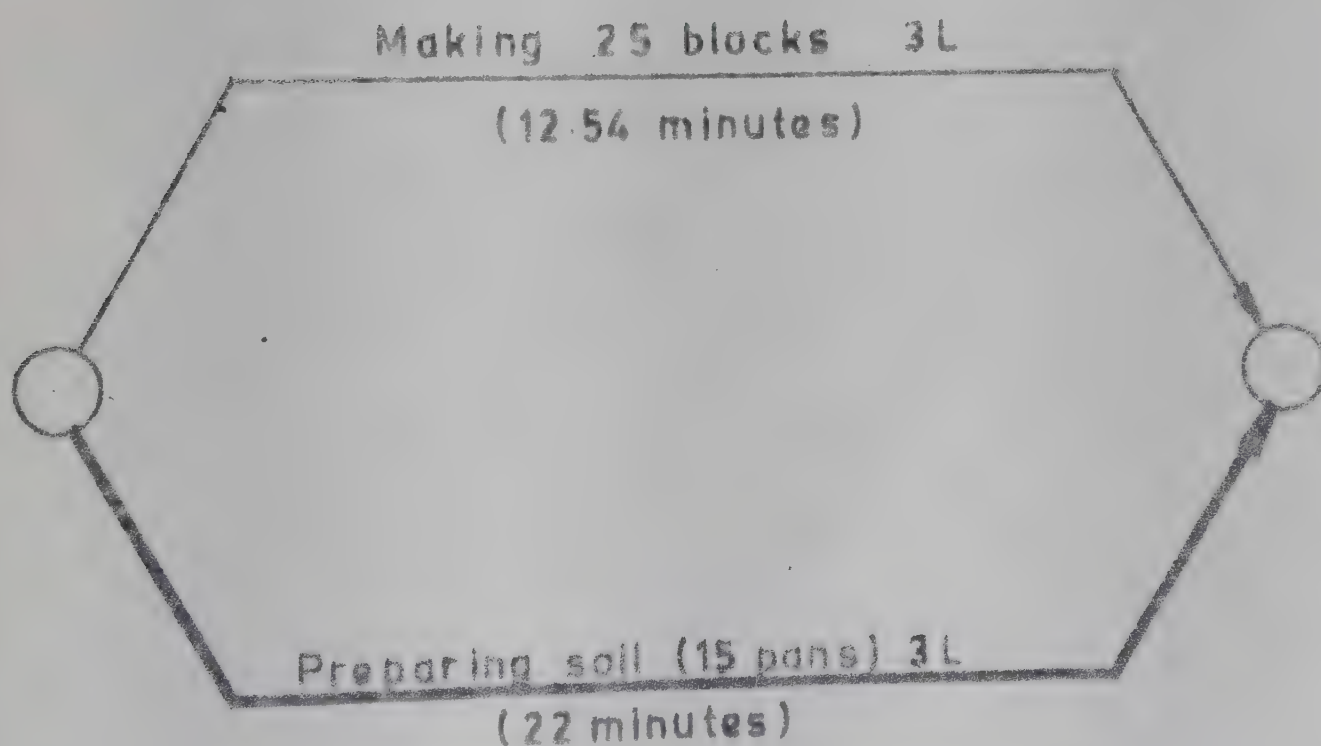 Making 25 blocks 3L
(12.54 minutes)
Preparing soil (15 pans) 3L
(22 minutes)